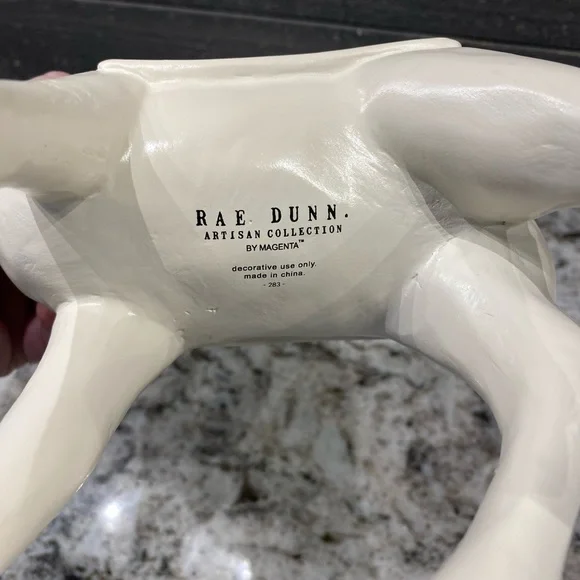 RAE DUNN.
ARTISAN COLLECTION
BY MAGENTA™
decorative use only.
made in china.
- 283 -